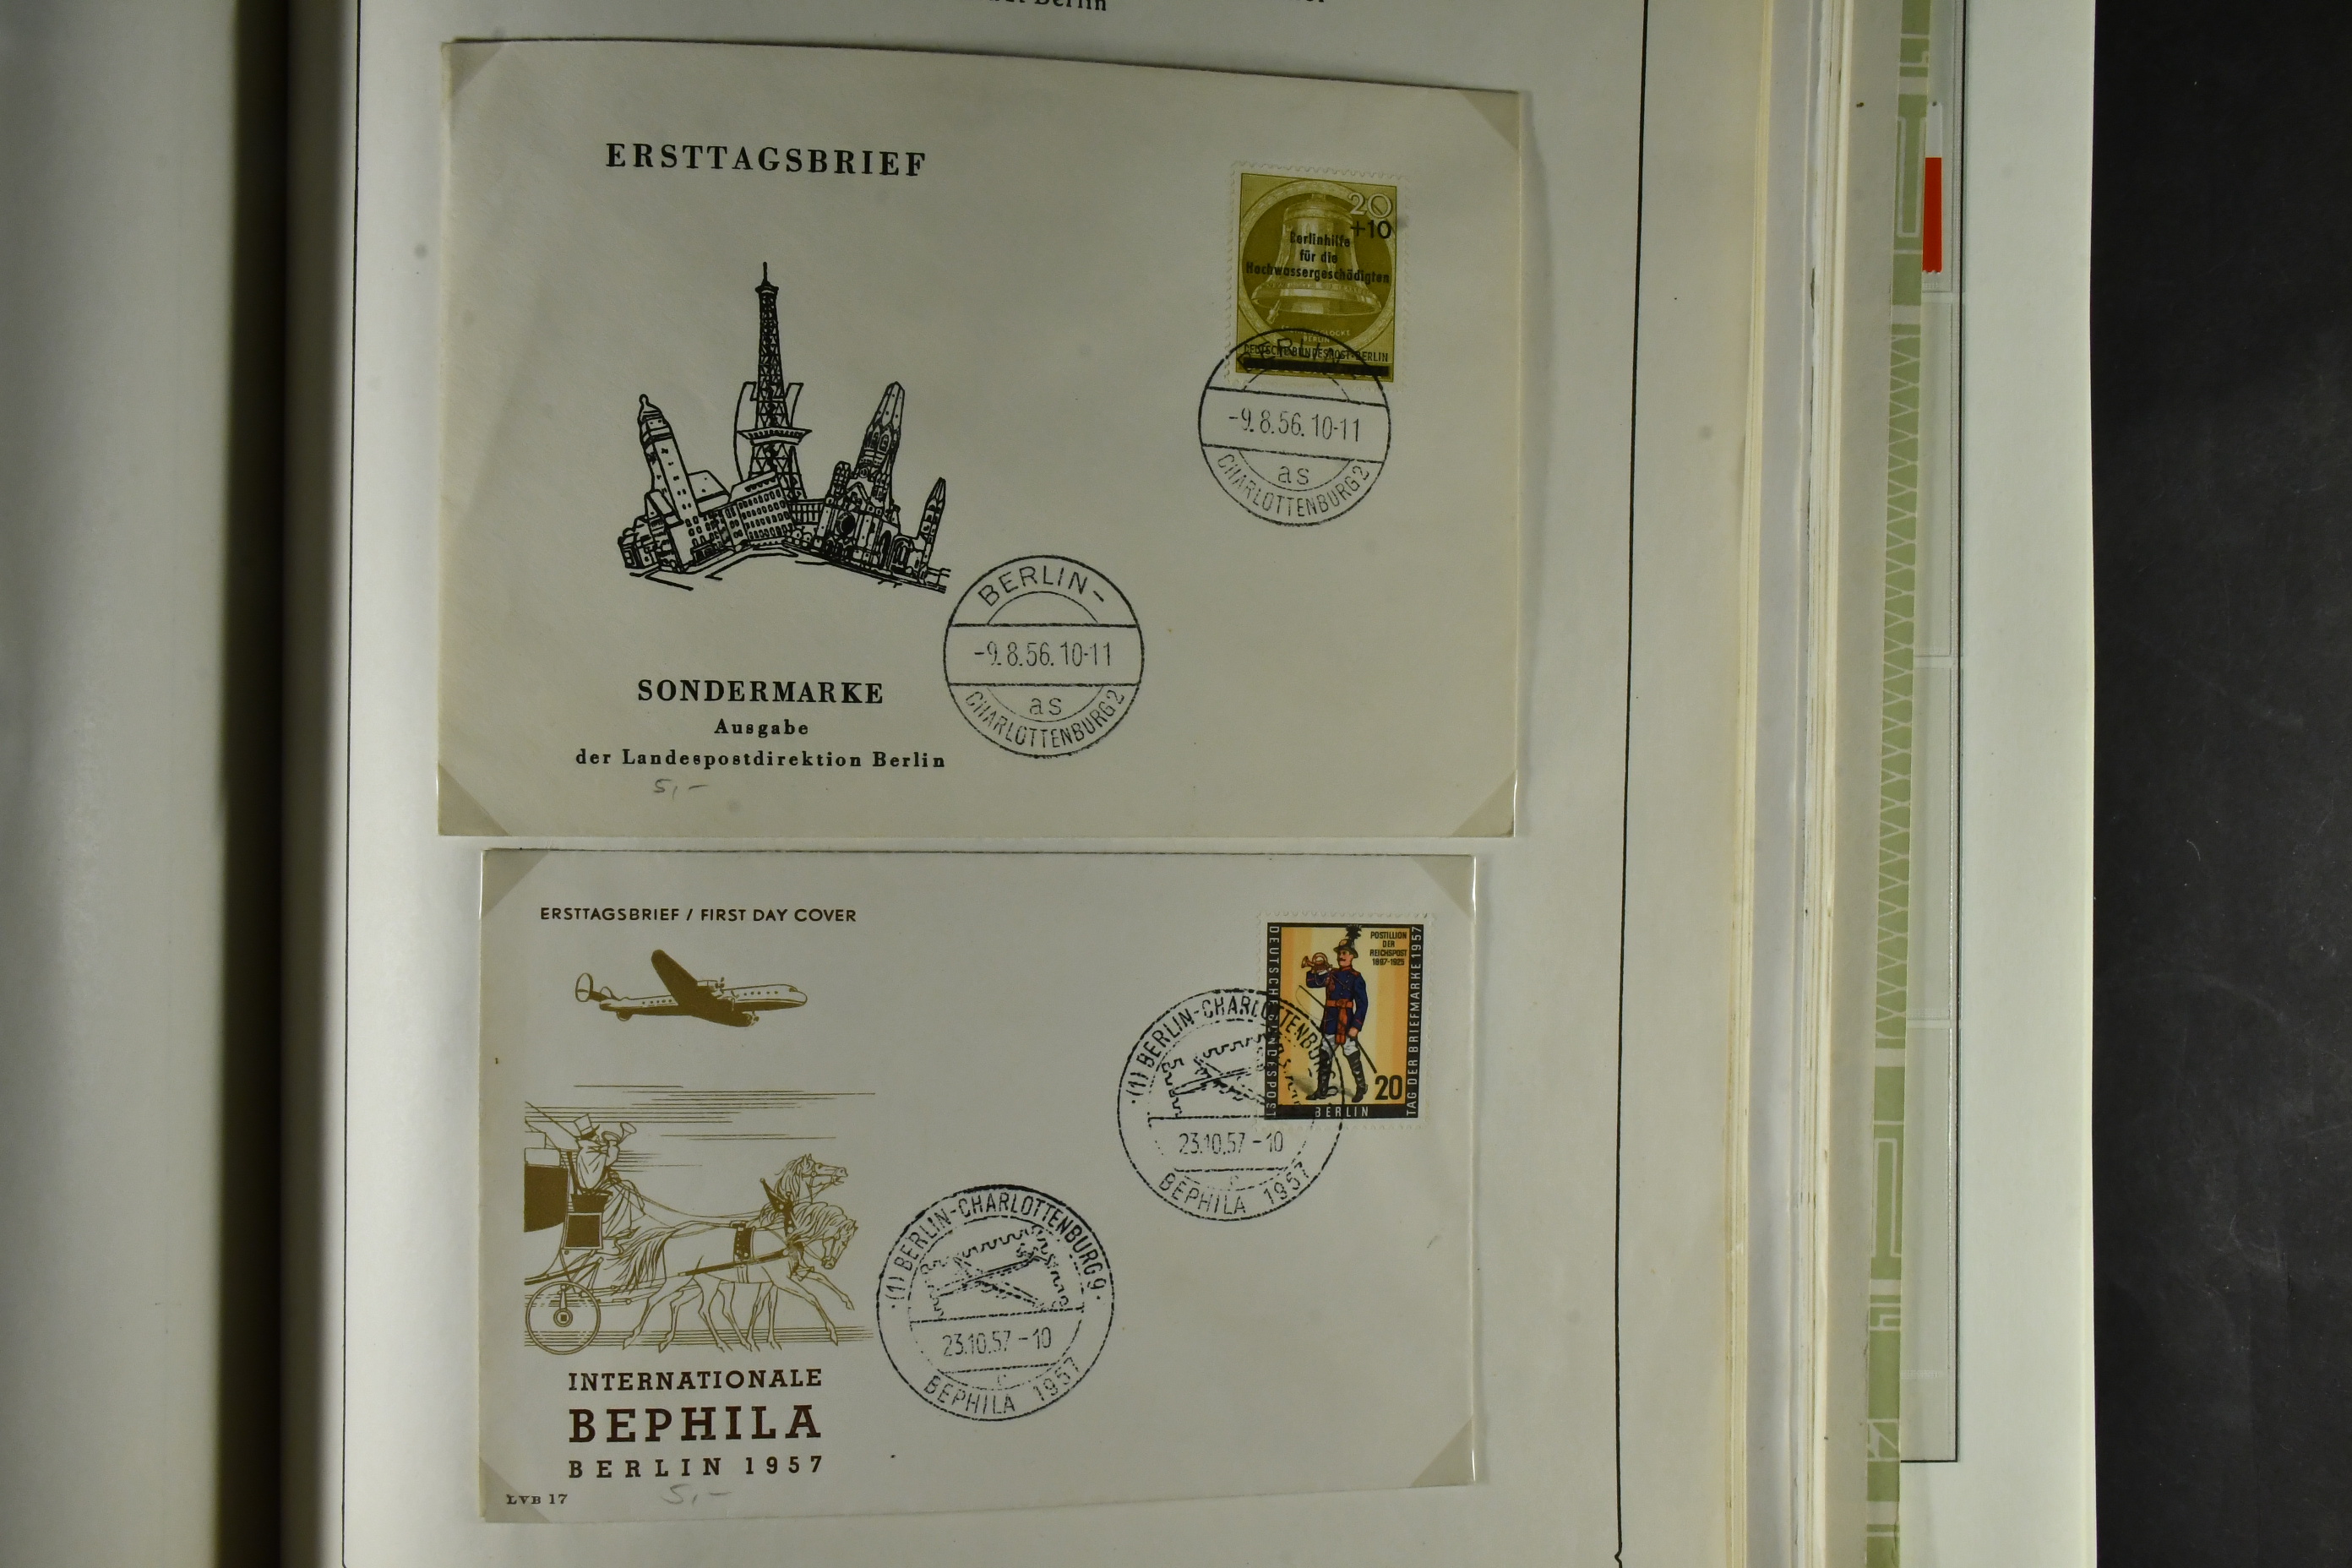 Berlin
ERSTTAGSBRIEF
20
+10
Berlinhilfe
für die
Hochwassergeschädigten
DEUTSCHE BUNDESPOST BERLIN
BERLIN-
-9.8.56.10-11
as
CHARLOTTENBURG 2
BERLIN-
-9.8.56.10-11
as
CHARLOTTENBURG 2
SONDERMARKE
Ausgabe
der Landespostdirektion Berlin
5,-
ERSTTAGSBRIEF / FIRST DAY COVER
POSTILLION
DER
REICHSPOST
DEUTSCHE BUNDESPOST
TAG DER BRIEFMARKE 1957
20
BERLIN
(1) BERLIN-CHARLOTTENBURG 9
23.10.57-10
c
BEPHILA 1957
(1) BERLIN-CHARLOTTENBURG 9
23.10.57-10
c
BEPHILA 1957
INTERNATIONALE
BEPHILA
BERLIN 1957
5,-
LVB 17